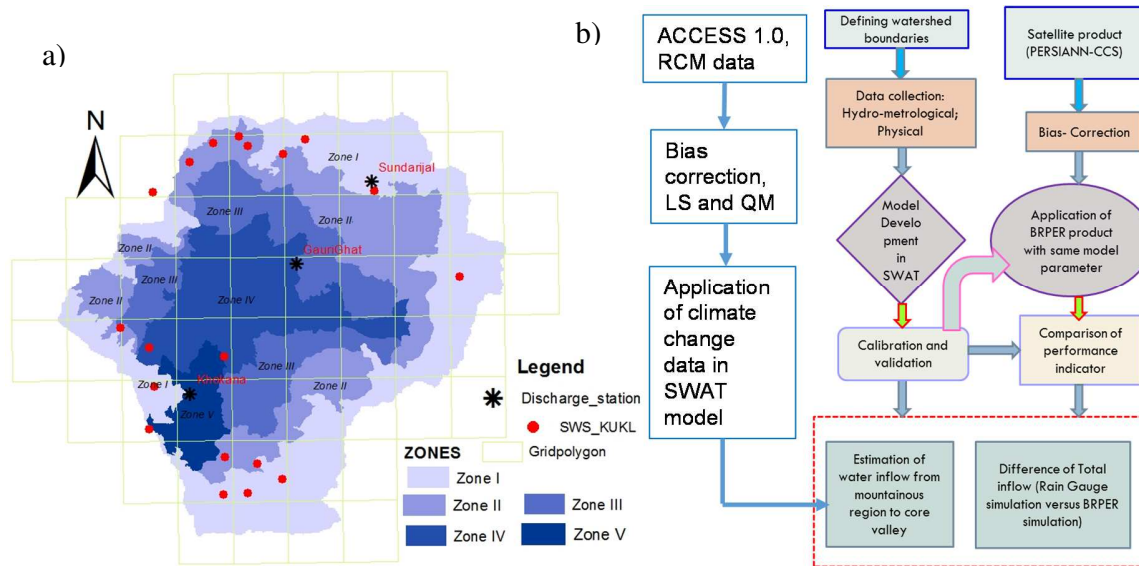 a)
N
Zone I
Sundarijal
Zone III
Zone II
GauriGhat
Zone II
Zone III
Zone II
Zone IV
Zone III
Zone II
Zone I
Khokana
Zone V
Legend
Discharge_station
SWS_KUKL
Gridpolygon
ZONES
Zone I
Zone II
Zone III
Zone IV
Zone V
b)
ACCESS 1.0,
RCM data
Bias
correction,
LS and QM
Application
of climate
change
data in
SWAT
model
Defining watershed
boundaries
Data collection:
Hydro-metrological;
Physical
Model
Develop
ment
in
SWAT
Calibration and
validation
Estimation of
water inflow from
mountainous
region to core
valley
Satellite product
(PERSIANN-CCS)
Bias- Correction
Application of
BRPER product
with same model
parameter
Comparison of
performance
indicator
Difference of Total
inflow (Rain Gauge
simulation versus BRPER
simulation)